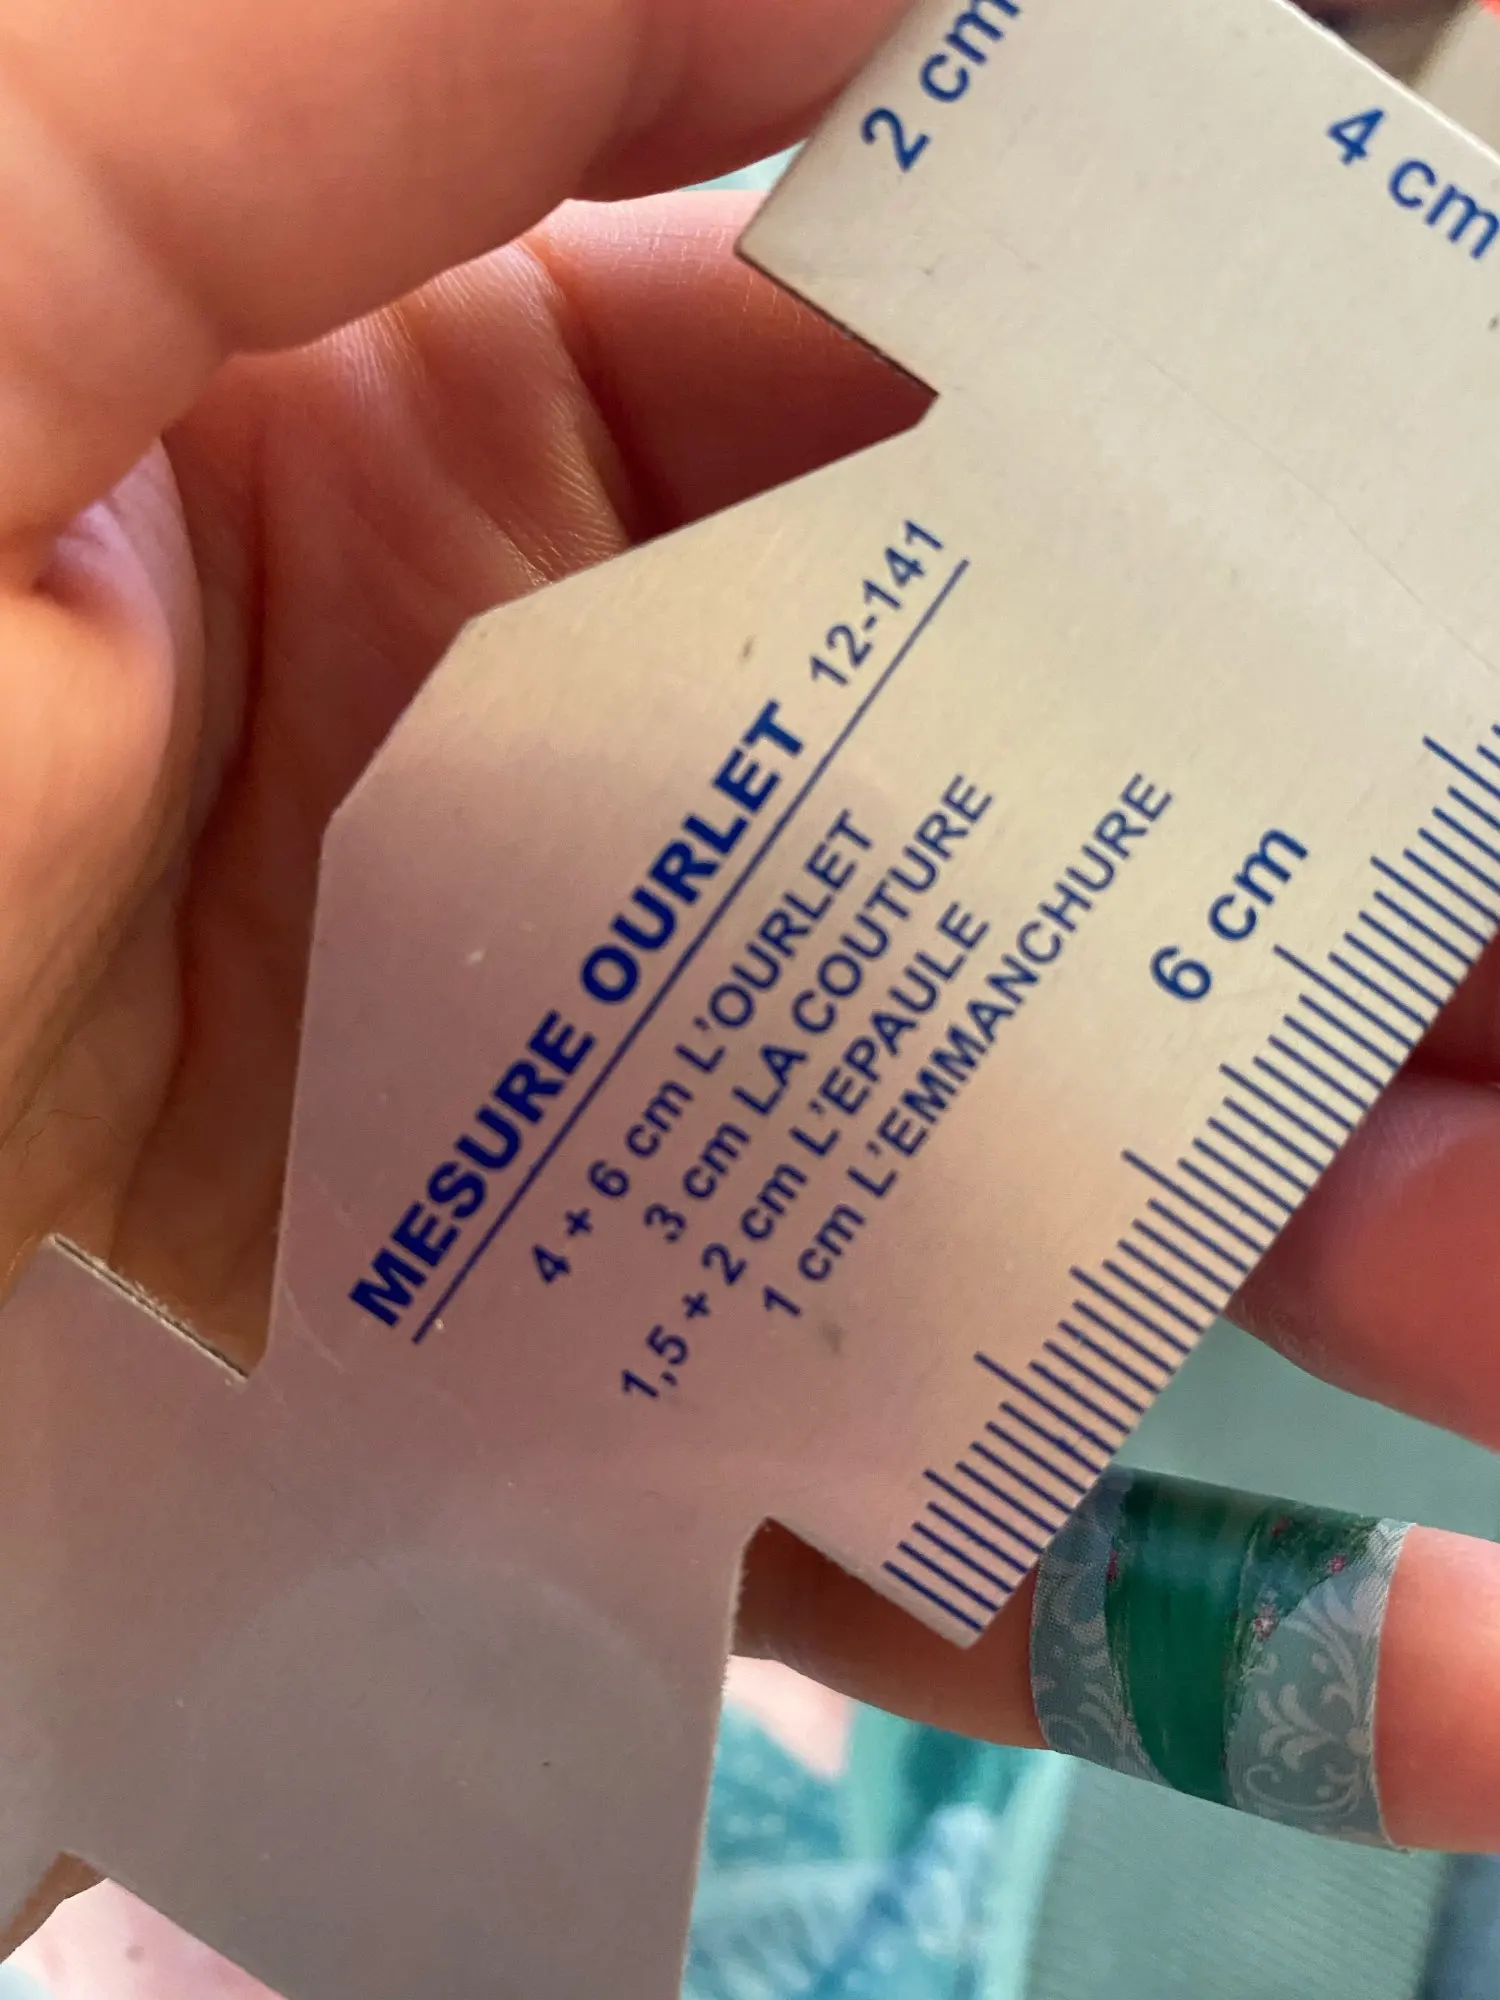 2 cm
4 cm
MESURE OURLET 12-141
4 + 6 cm L'OURLET
3 cm LA COUTURE
1,5 + 2 cm L'EPAULE
1 cm L'EMMANCHURE
6 cm